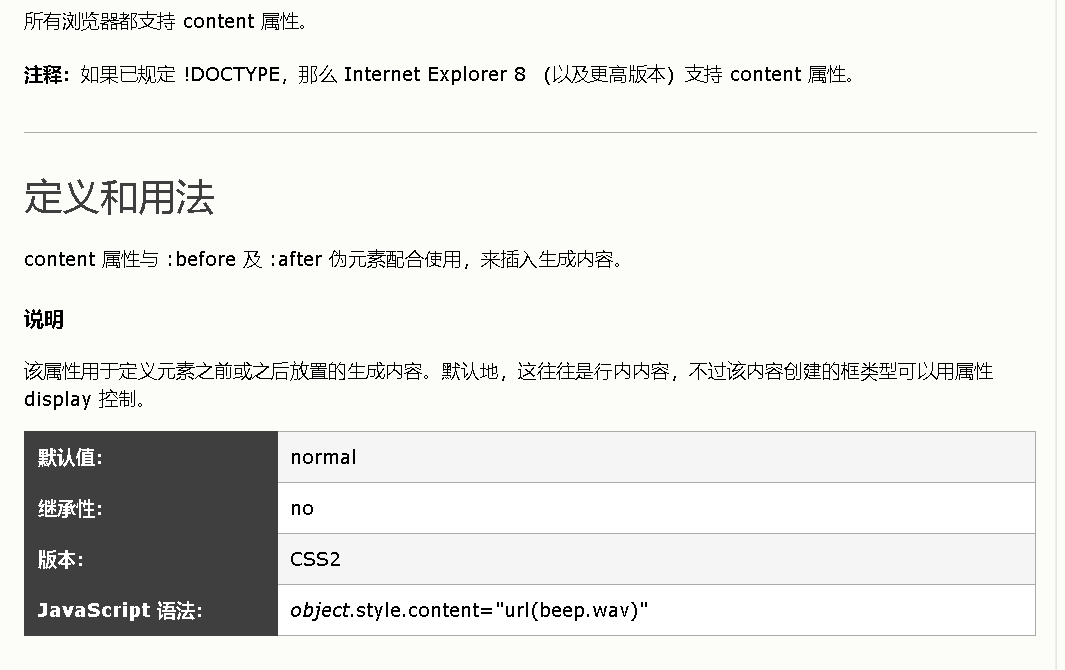 所有浏览器都支持 content 属性。
注释：如果已规定 !DOCTYPE，那么 Internet Explorer 8 （以及更高版本）支持 content 属性。
定义和用法
content 属性与 :before 及 :after 伪元素配合使用，来插入生成内容。
说明
该属性用于定义元素之前或之后放置的生成内容。默认地，这往往是行内内容，不过该内容创建的框类型可以用属性
display 控制。
默认值: normal
继承性: no
版本: CSS2
JavaScript 语法: object.style.content="url(beep.wav)"